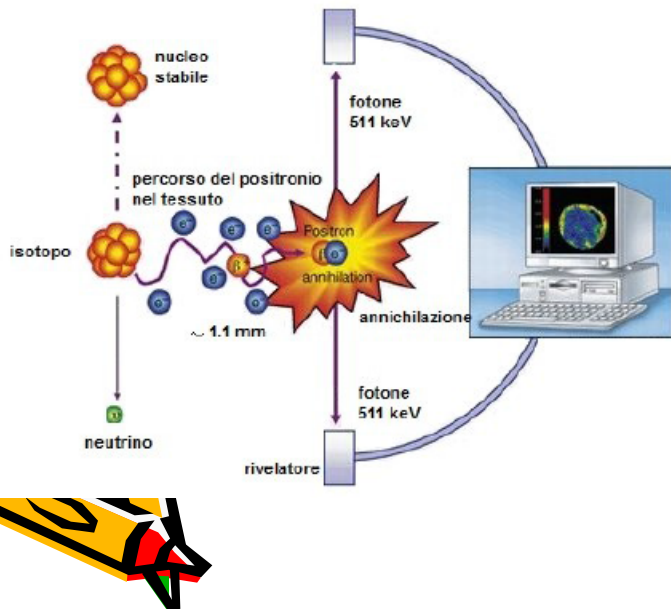 nucleo
stabile
fotone
511 keV
percorso del positronio
nel tessuto
isotopo
e⁻ e⁻ e⁻
Positron
β⁺ β e⁻
annihilation
e⁻ e⁻ e⁻
~ 1.1 mm
annichilazione
fotone
511 keV
neutrino
rivelatore